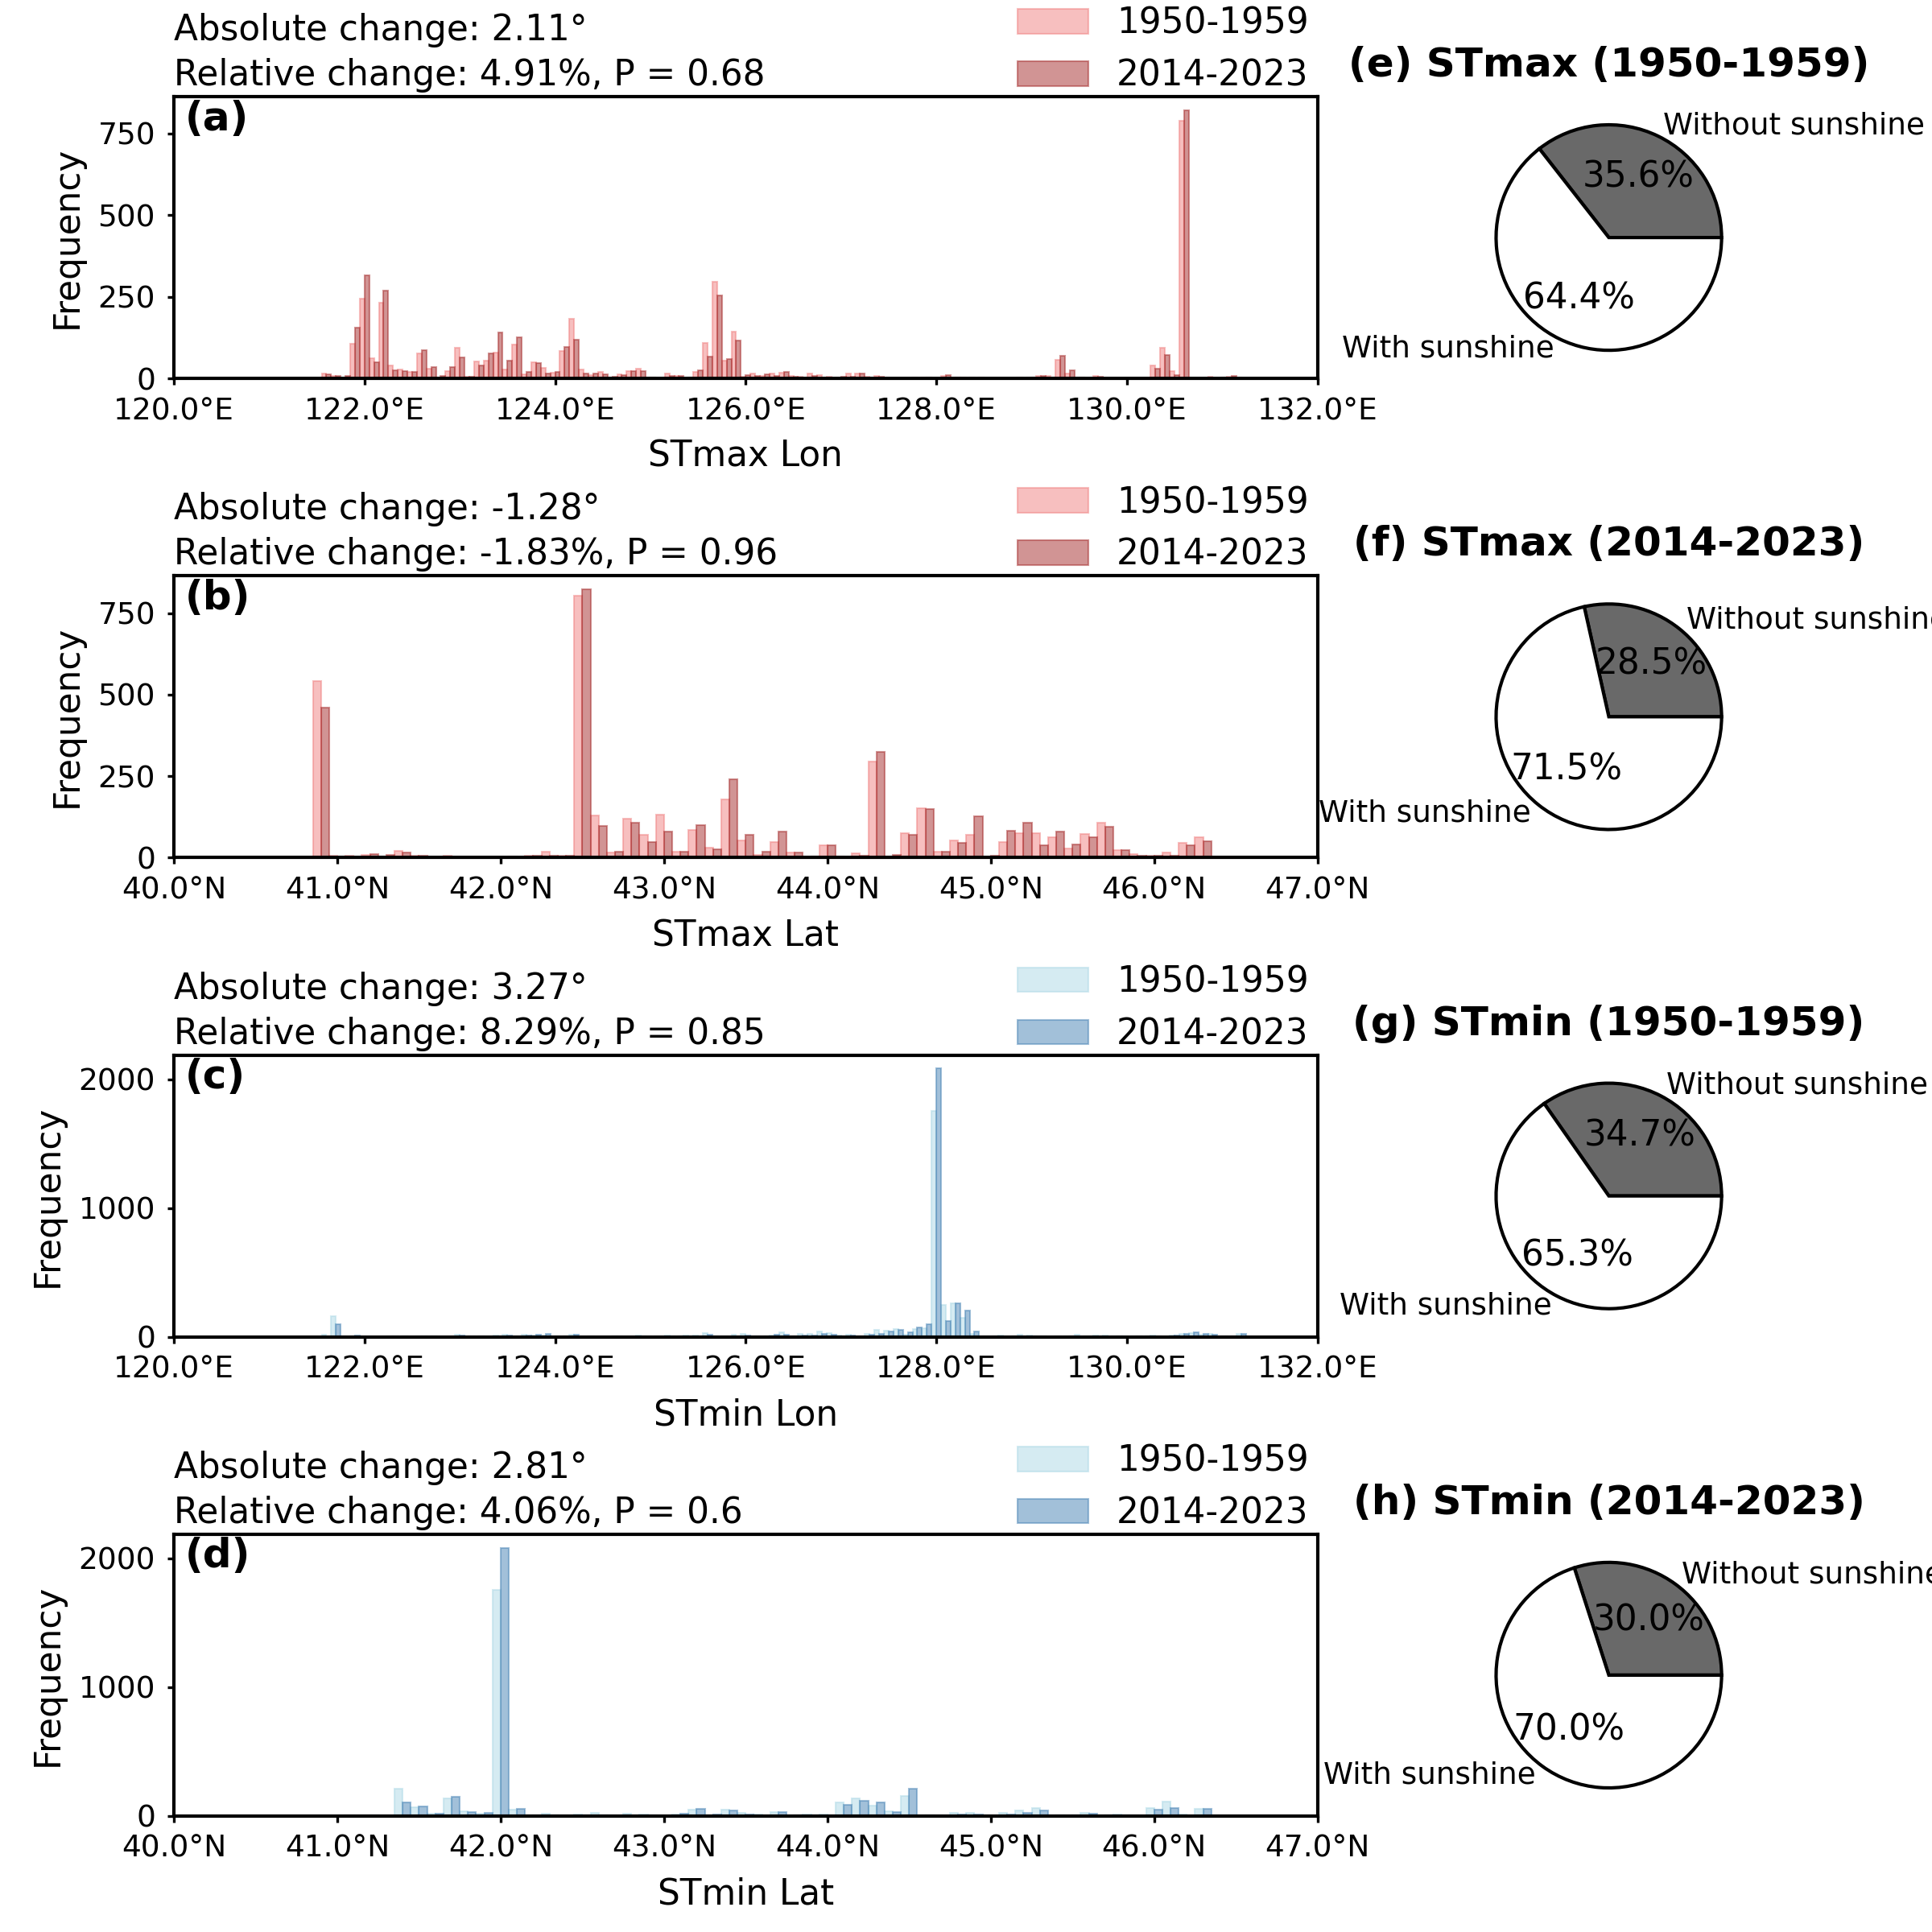 Absolute change: 2.11°
Relative change: 4.91%, P = 0.68
1950-1959
2014-2023
(a)
Frequency
750
500
250
0
120.0°E 122.0°E 124.0°E 126.0°E 128.0°E 130.0°E 132.0°E
STmax Lon
(e) STmax (1950-1959)
Without sunshine
35.6%
64.4%
With sunshine
Absolute change: -1.28°
Relative change: -1.83%, P = 0.96
1950-1959
2014-2023
(b)
Frequency
750
500
250
0
40.0°N 41.0°N 42.0°N 43.0°N 44.0°N 45.0°N 46.0°N 47.0°N
STmax Lat
(f) STmax (2014-2023)
Without sunshin
28.5%
71.5%
With sunshine
Absolute change: 3.27°
Relative change: 8.29%, P = 0.85
1950-1959
2014-2023
(c)
Frequency
2000
1000
0
120.0°E 122.0°E 124.0°E 126.0°E 128.0°E 130.0°E 132.0°E
STmin Lon
(g) STmin (1950-1959)
Without sunshine
34.7%
65.3%
With sunshine
Absolute change: 2.81°
Relative change: 4.06%, P = 0.6
1950-1959
2014-2023
(d)
Frequency
2000
1000
0
40.0°N 41.0°N 42.0°N 43.0°N 44.0°N 45.0°N 46.0°N 47.0°N
STmin Lat
(h) STmin (2014-2023)
Without sunshine
30.0%
70.0%
With sunshine